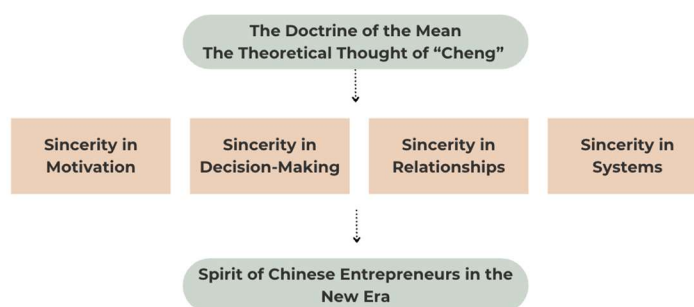 The Doctrine of the Mean
The Theoretical Thought of “Cheng”
Sincerity in
Motivation
Sincerity in
Decision-Making
Sincerity in
Relationships
Sincerity in
Systems
Spirit of Chinese Entrepreneurs in the
New Era